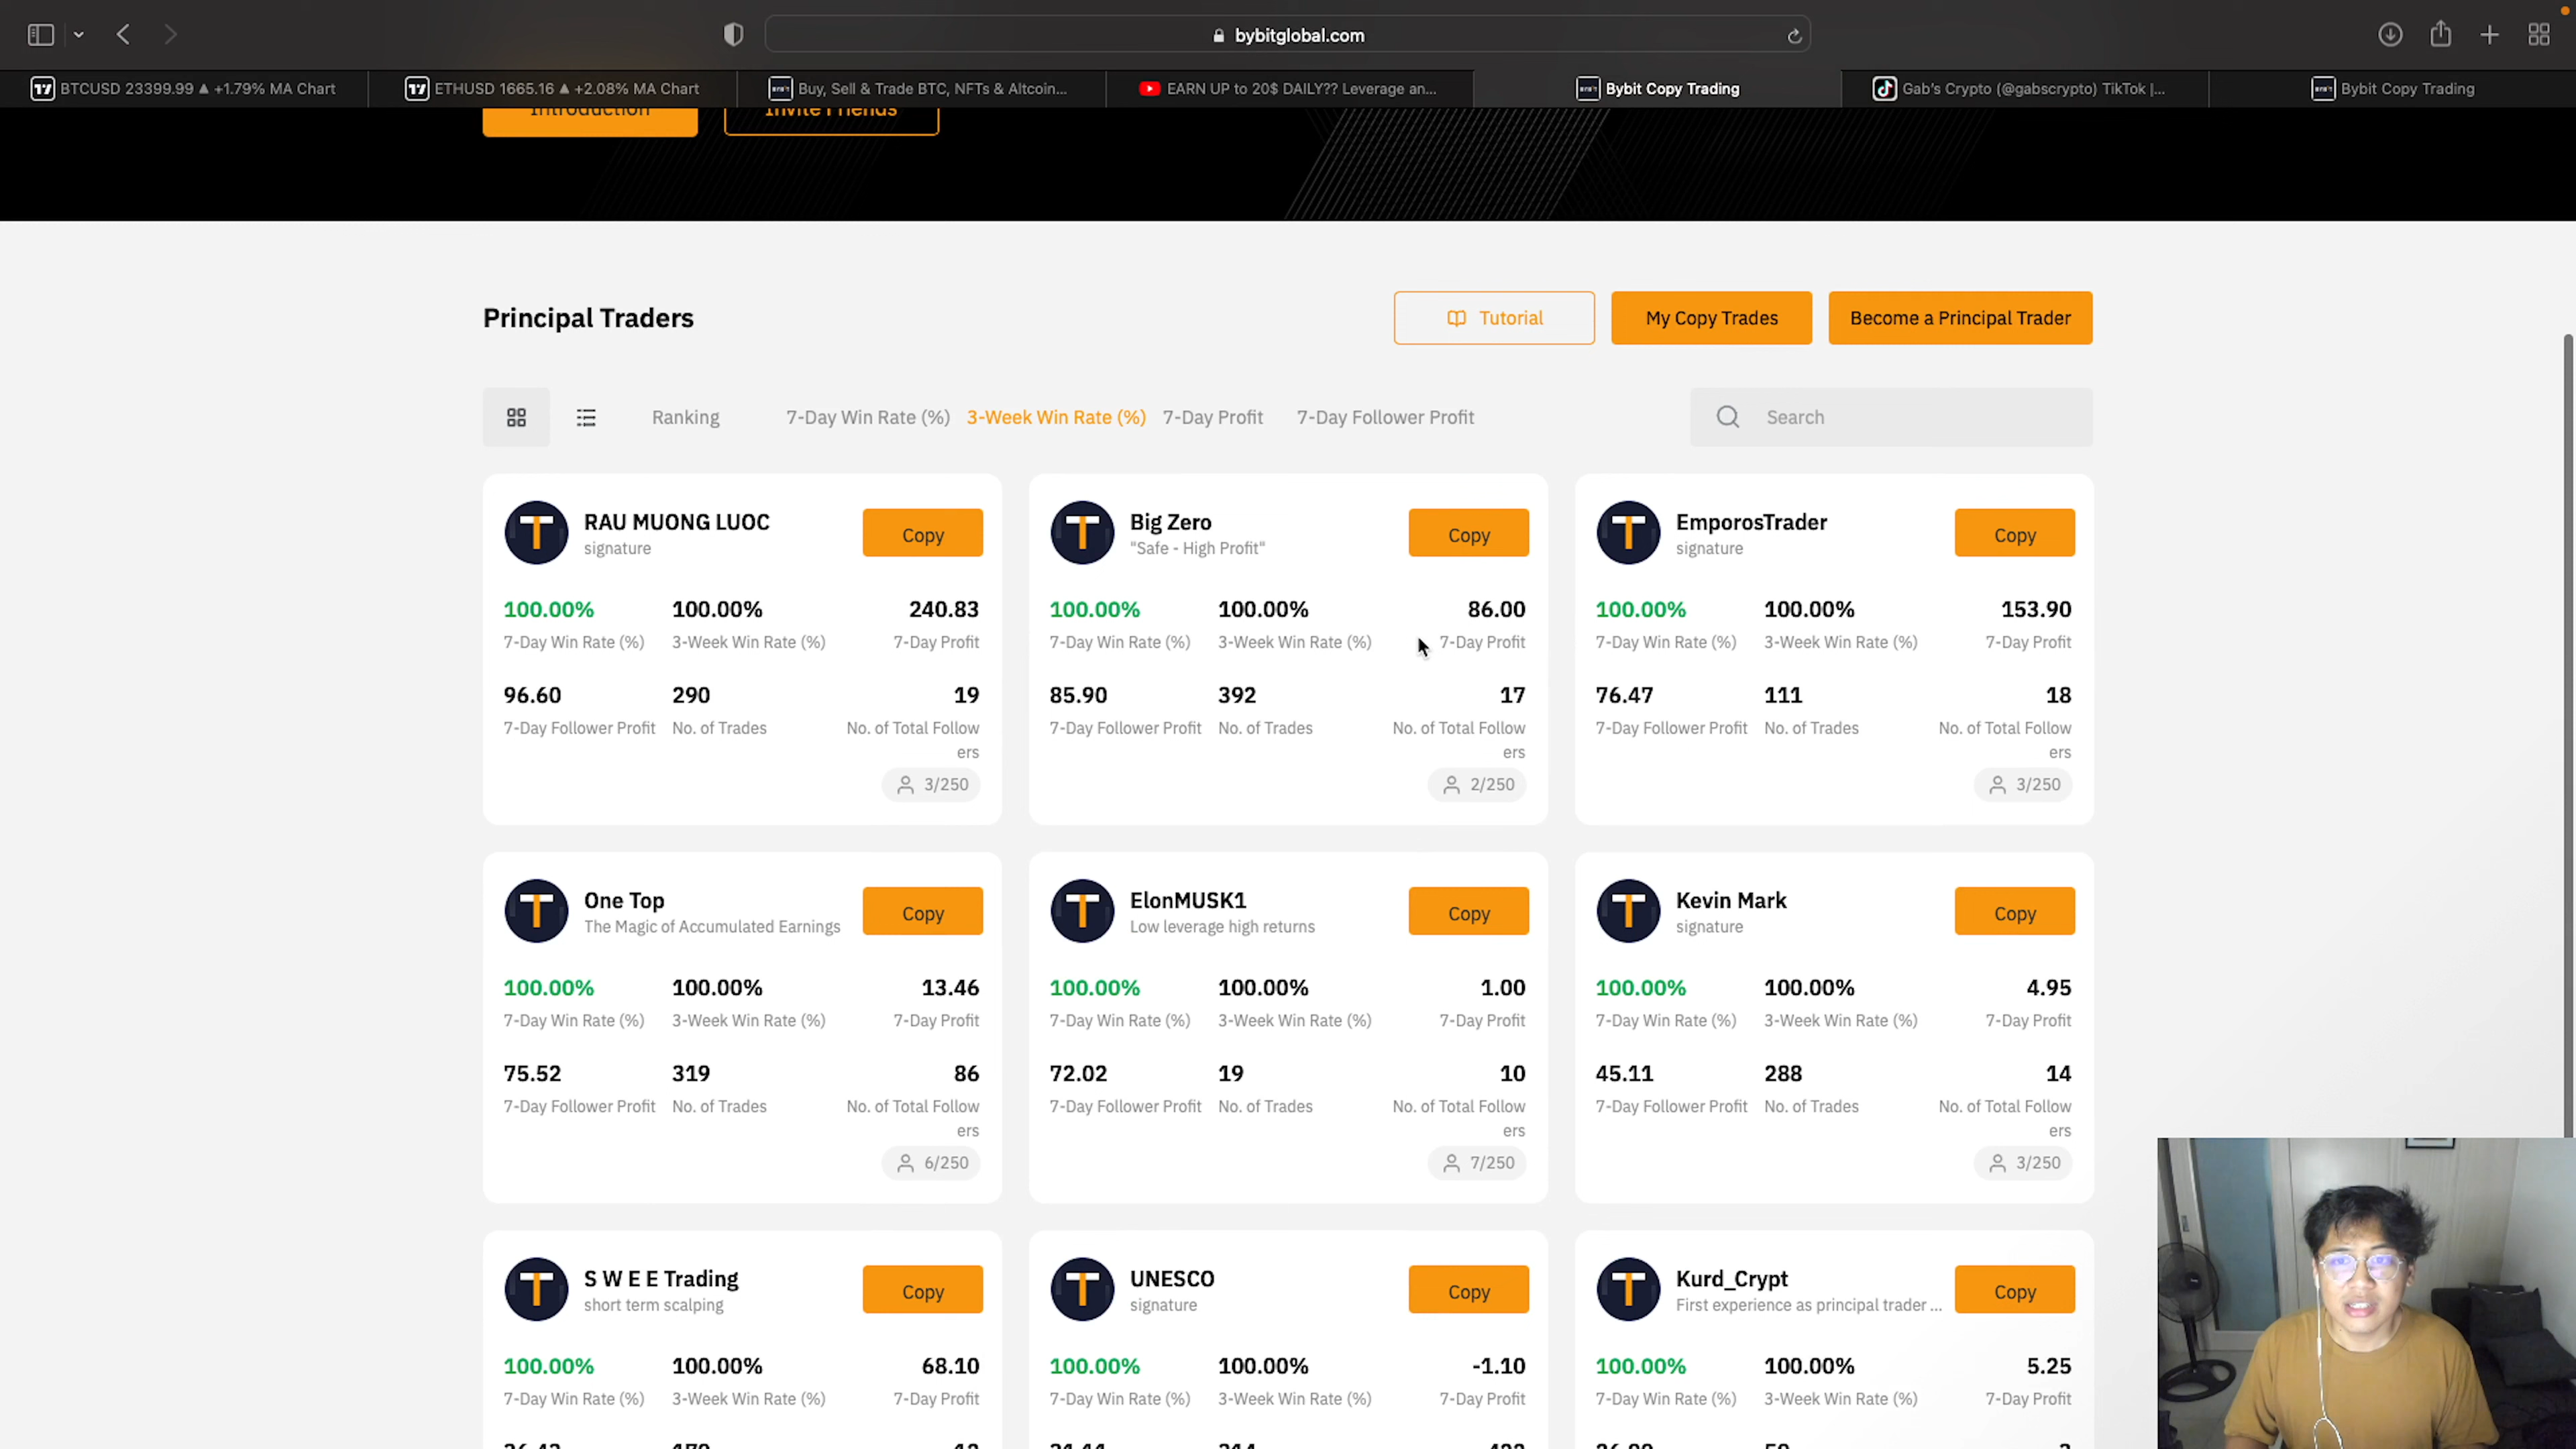 bybitglobal.com
BTCUSD 23399.99 ▲ +1.79% MA Chart
ETHUSD 1665.16 ▲ +2.08% MA Chart
Buy, Sell & Trade BTC, NFTs & Altcoin...
EARN UP to 20$ DAILY?? Leverage an...
Bybit Copy Trading
Gab's Crypto (@gabscrypto) TikTok |...
Bybit Copy Trading
Introduction
Invite Friends
Principal Traders
Tutorial
My Copy Trades
Become a Principal Trader
Ranking
7-Day Win Rate (%)
3-Week Win Rate (%)
7-Day Profit
7-Day Follower Profit
Search
RAU MUONG LUOC
signature
Copy
100.00% 100.00% 240.83
7-Day Win Rate (%) 3-Week Win Rate (%) 7-Day Profit
96.60 290 19
7-Day Follower Profit No. of Trades No. of Total Follow
ers
3/250
Big Zero
"Safe - High Profit"
Copy
100.00% 100.00% 86.00
7-Day Win Rate (%) 3-Week Win Rate (%) 7-Day Profit
85.90 392 17
7-Day Follower Profit No. of Trades No. of Total Follow
ers
2/250
EmporosTrader
signature
Copy
100.00% 100.00% 153.90
7-Day Win Rate (%) 3-Week Win Rate (%) 7-Day Profit
76.47 111 18
7-Day Follower Profit No. of Trades No. of Total Follow
ers
3/250
One Top
The Magic of Accumulated Earnings
Copy
100.00% 100.00% 13.46
7-Day Win Rate (%) 3-Week Win Rate (%) 7-Day Profit
75.52 319 86
7-Day Follower Profit No. of Trades No. of Total Follow
ers
6/250
ElonMUSK1
Low leverage high returns
Copy
100.00% 100.00% 1.00
7-Day Win Rate (%) 3-Week Win Rate (%) 7-Day Profit
72.02 19 10
7-Day Follower Profit No. of Trades No. of Total Follow
ers
7/250
Kevin Mark
signature
Copy
100.00% 100.00% 4.95
7-Day Win Rate (%) 3-Week Win Rate (%) 7-Day Profit
45.11 288 14
7-Day Follower Profit No. of Trades No. of Total Follow
ers
3/250
S W E E Trading
short term scalping
Copy
100.00% 100.00% 68.10
7-Day Win Rate (%) 3-Week Win Rate (%) 7-Day Profit
UNESCO
signature
Copy
100.00% 100.00% -1.10
7-Day Win Rate (%) 3-Week Win Rate (%) 7-Day Profit
Kurd_Crypt
First experience as principal trader ...
Copy
100.00% 100.00% 5.25
7-Day Win Rate (%) 3-Week Win Rate (%) 7-Day Profit